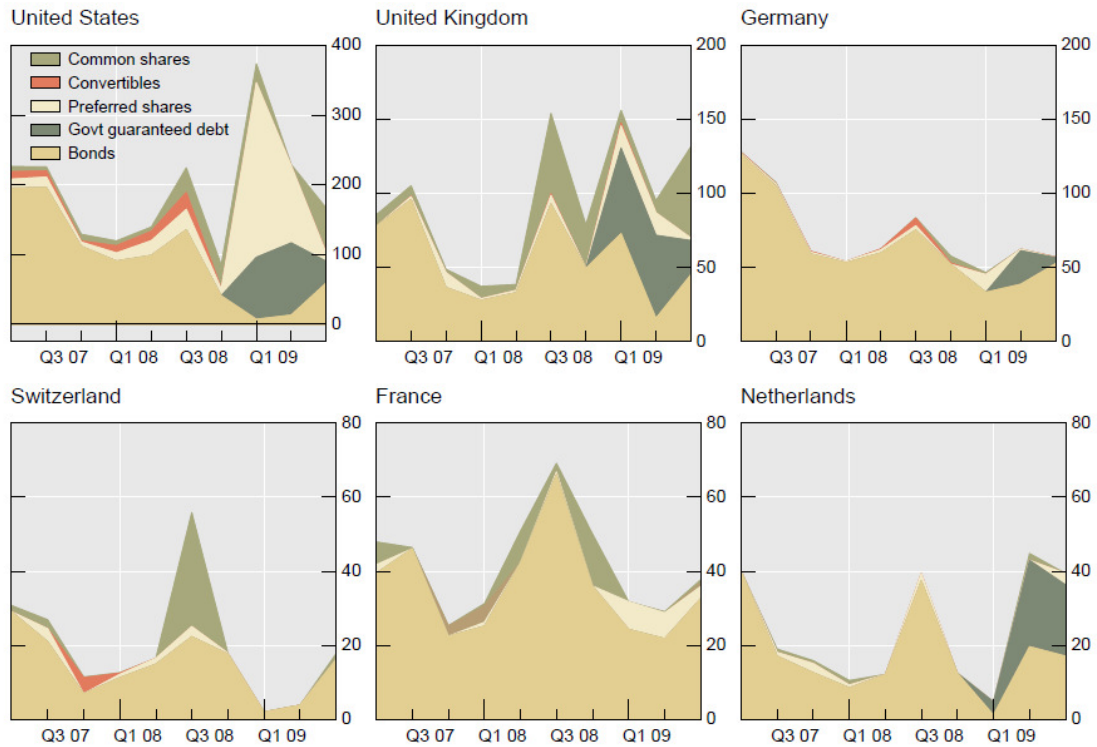 United States
United Kingdom
Germany
Common shares
Convertibles
Preferred shares
Govt guaranteed debt
Bonds
400
300
200
100
0
Q3 07 Q1 08 Q3 08 Q1 09
200
150
100
50
0
Q3 07 Q1 08 Q3 08 Q1 09
200
150
100
50
0
Q3 07 Q1 08 Q3 08 Q1 09
Switzerland
France
Netherlands
80
60
40
20
0
Q3 07 Q1 08 Q3 08 Q1 09
80
60
40
20
0
Q3 07 Q1 08 Q3 08 Q1 09
80
60
40
20
0
Q3 07 Q1 08 Q3 08 Q1 09